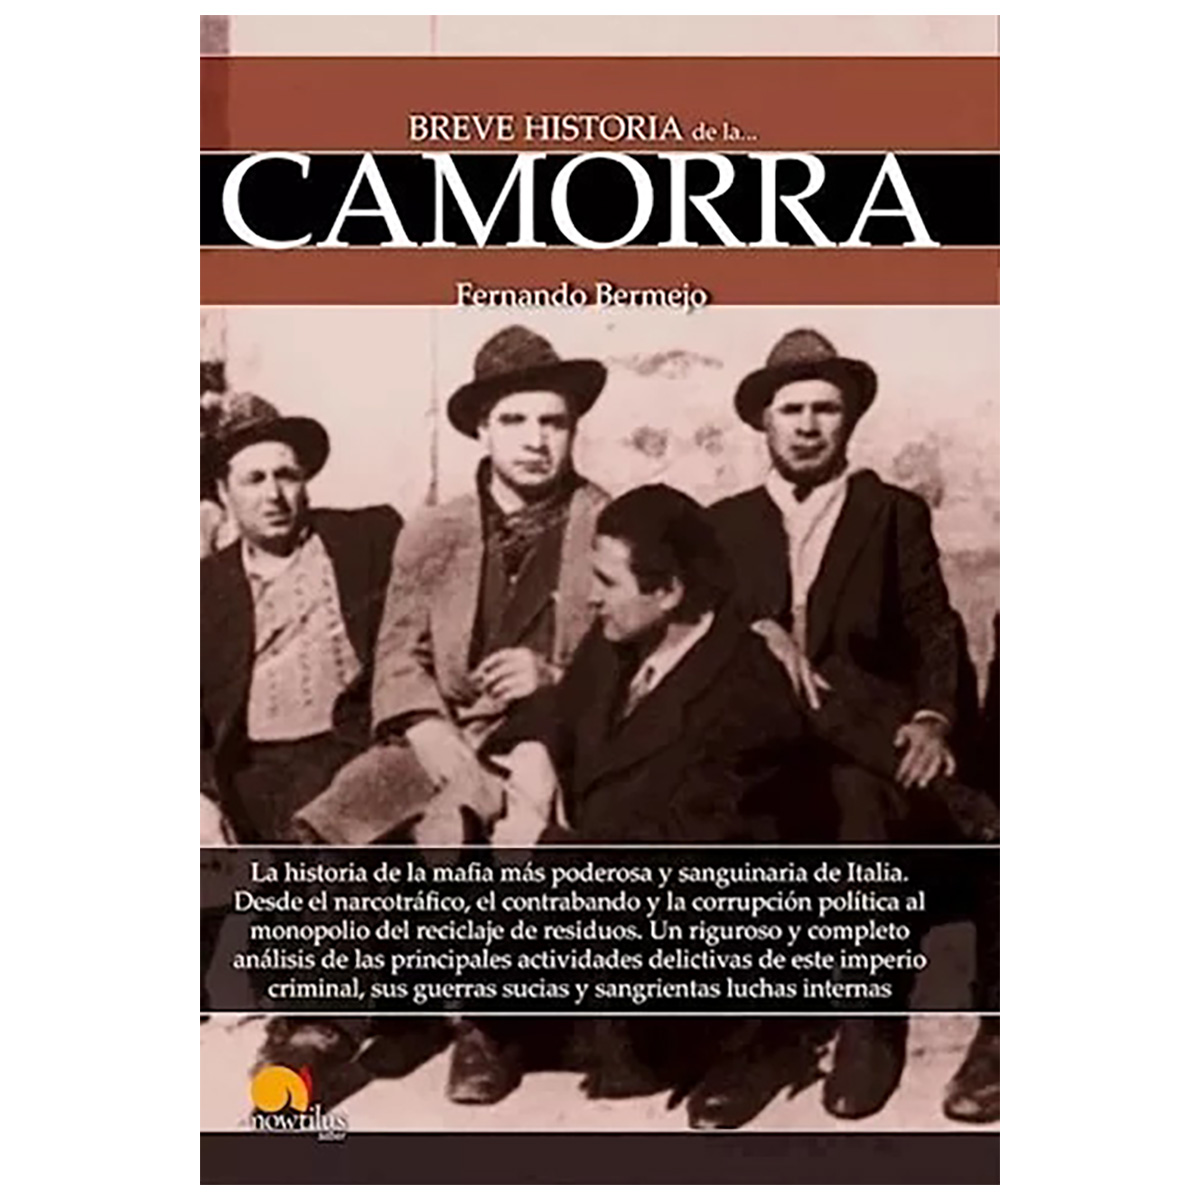 BREVE HISTORIA de la...
CAMORRA
Fernando Bermejo
La historia de la mafia más poderosa y sanguinaria de Italia.
Desde el narcotráfico, el contrabando y la corrupción política al
monopolio del reciclaje de residuos. Un riguroso y completo
análisis de las principales actividades delictivas de este imperio
criminal, sus guerras sucias y sangrientas luchas internas
nowtilus
saber